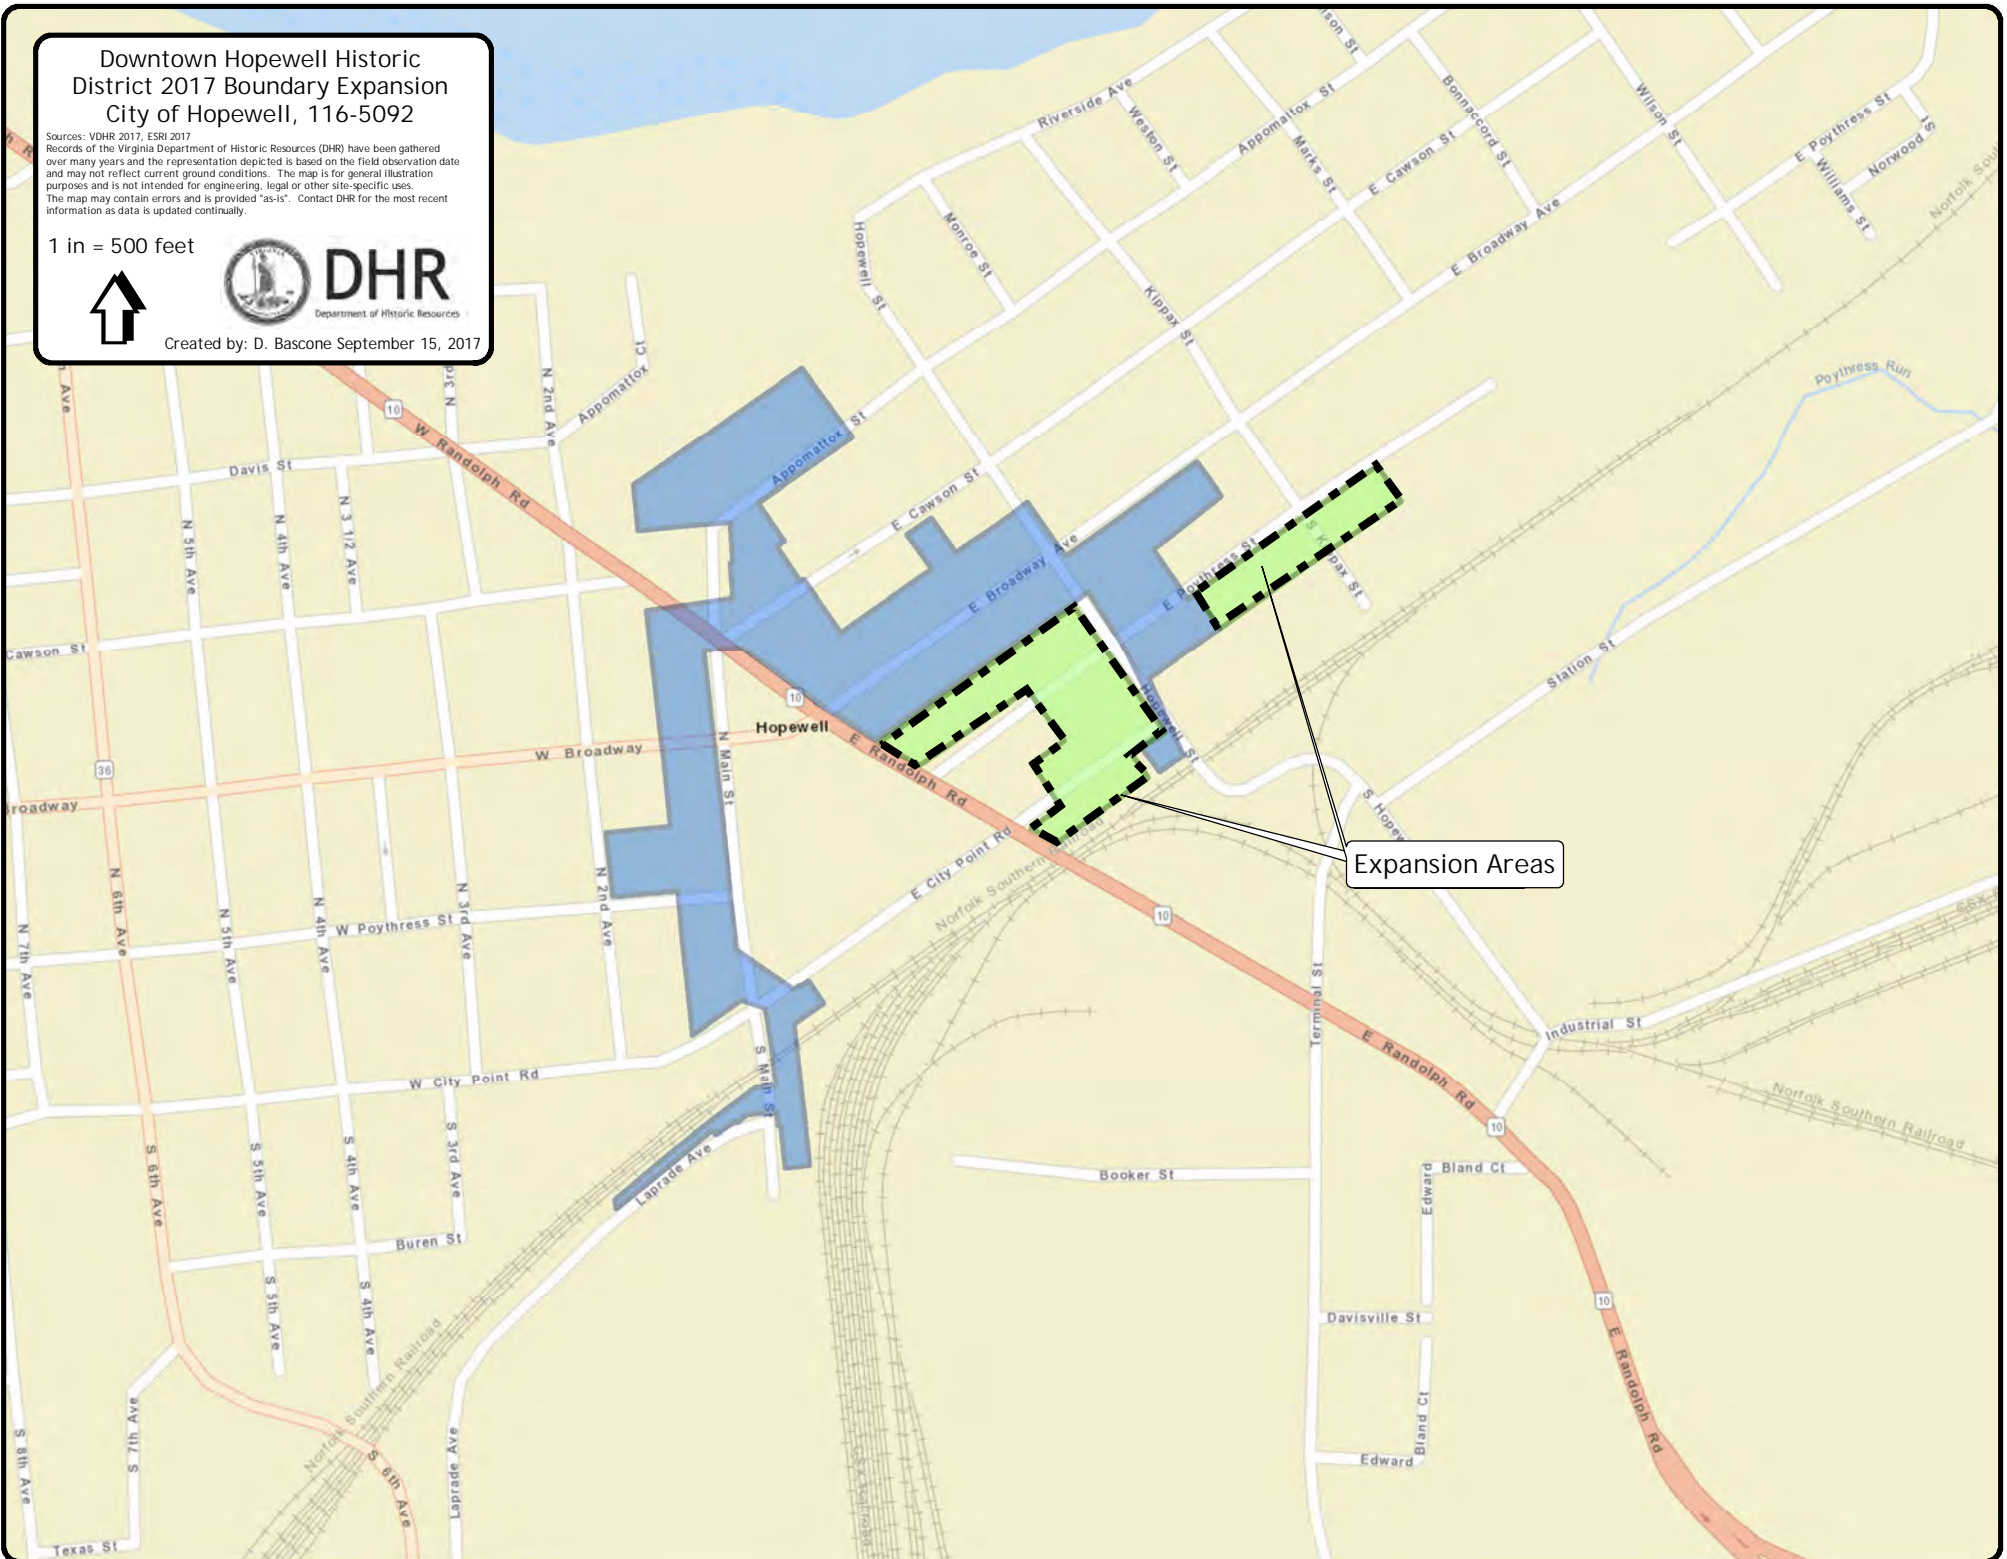 Downtown Hopewell Historic
District 2017 Boundary Expansion
City of Hopewell, 116-5092
Sources: VDHR 2017, ESRI 2017
Records of the Virginia Department of Historic Resources (DHR) have been gathered
over many years and the representation depicted is based on the field observation date
and may not reflect current ground conditions. The map is for general illustration
purposes and is not intended for engineering, legal or other site-specific uses.
The map may contain errors and is provided "as-is". Contact DHR for the most recent
information as data is updated continually.
1 in = 500 feet
DHR
Department of Historic Resources
Created by: D. Bascone September 15, 2017
Riverside Ave
Weston St
Appomattox St
Marks St
Bonnaccord St
E Cawson St
Wilson St
E Poythress St
Norwood St
Williams St
Hopewell St
Monroe St
Kippax St
E Broadway Ave
Poythress Run
N 2nd Ave
Appomattox Ct
10
W Randolph Rd
Davis St
N 5th Ave
N 4th Ave
N 3 1/2 Ave
Appomattox St
E Cawson St
E Broadway Ave
E Poythress St
S Kippax St
Cawson St
Station St
10
Hopewell
E Randolph Rd
Hopewell St
W Broadway
N Main St
36
Broadway
S Hopew
Expansion Areas
E City Point Rd
Norfolk Southern Railroad
N 7th Ave
N 6th Ave
N 5th Ave
N 4th Ave
W Poythress St
N 3rd Ave
N 2nd Ave
10
Terminal St
Industrial St
E Randolph Rd
W City Point Rd
S Main St
Norfolk Southern Railroad
10
S 6th Ave
S 5th Ave
S 4th Ave
S 3rd Ave
Laprade Ave
Booker St
Edward
Bland Ct
Buren St
S 5th Ave
S 4th Ave
Davisville St
10
E Randolph Rd
Norfolk Southern Railroad
S 8th Ave
S 7th Ave
S 6th Ave
Laprade Ave
Edward
Bland Ct
Texas St